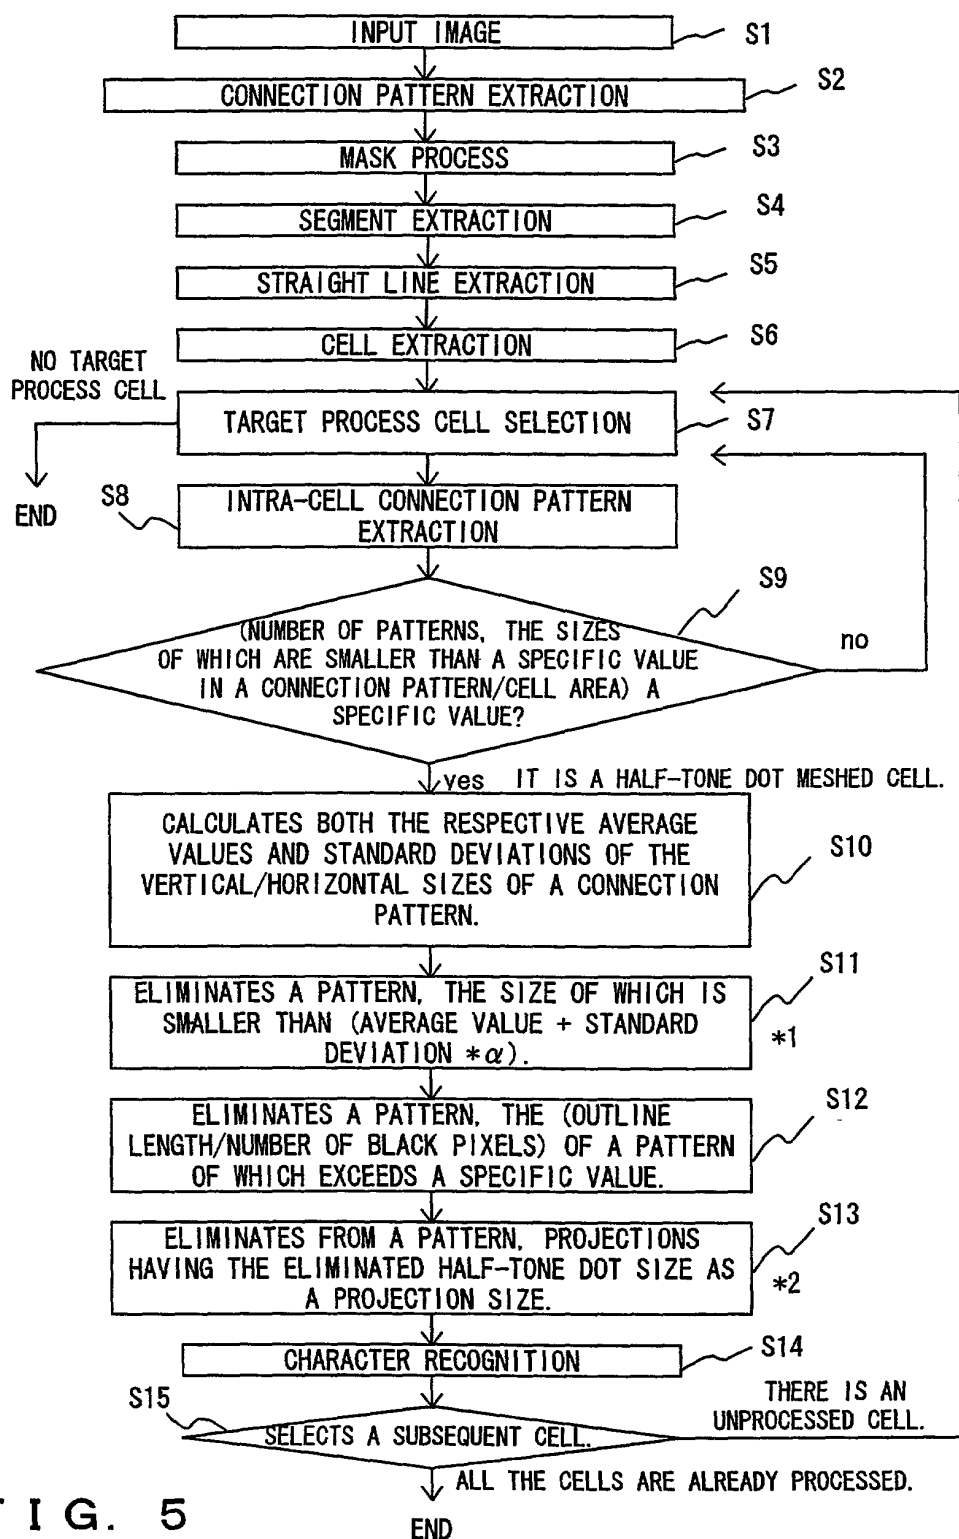 INPUT IMAGE
S1
CONNECTION PATTERN EXTRACTION
S2
MASK PROCESS
S3
SEGMENT EXTRACTION
S4
STRAIGHT LINE EXTRACTION
S5
CELL EXTRACTION
S6
NO TARGET
PROCESS CELL
TARGET PROCESS CELL SELECTION
S7
END
S8
INTRA-CELL CONNECTION PATTERN
EXTRACTION
S9
(NUMBER OF PATTERNS, THE SIZES
OF WHICH ARE SMALLER THAN A SPECIFIC VALUE
IN A CONNECTION PATTERN/CELL AREA) A
SPECIFIC VALUE?
no
yes
IT IS A HALF-TONE DOT MESHED CELL.
CALCULATES BOTH THE RESPECTIVE AVERAGE
VALUES AND STANDARD DEVIATIONS OF THE
VERTICAL/HORIZONTAL SIZES OF A CONNECTION
PATTERN.
S10
ELIMINATES A PATTERN, THE SIZE OF WHICH IS
SMALLER THAN (AVERAGE VALUE + STANDARD
DEVIATION *α).
S11
*1
ELIMINATES A PATTERN, THE (OUTLINE
LENGTH/NUMBER OF BLACK PIXELS) OF A PATTERN
OF WHICH EXCEEDS A SPECIFIC VALUE.
S12
ELIMINATES FROM A PATTERN, PROJECTIONS
HAVING THE ELIMINATED HALF-TONE DOT SIZE AS
A PROJECTION SIZE.
S13
*2
CHARACTER RECOGNITION
S14
S15
SELECTS A SUBSEQUENT CELL.
THERE IS AN
UNPROCESSED CELL.
ALL THE CELLS ARE ALREADY PROCESSED.
END
F I G. 5